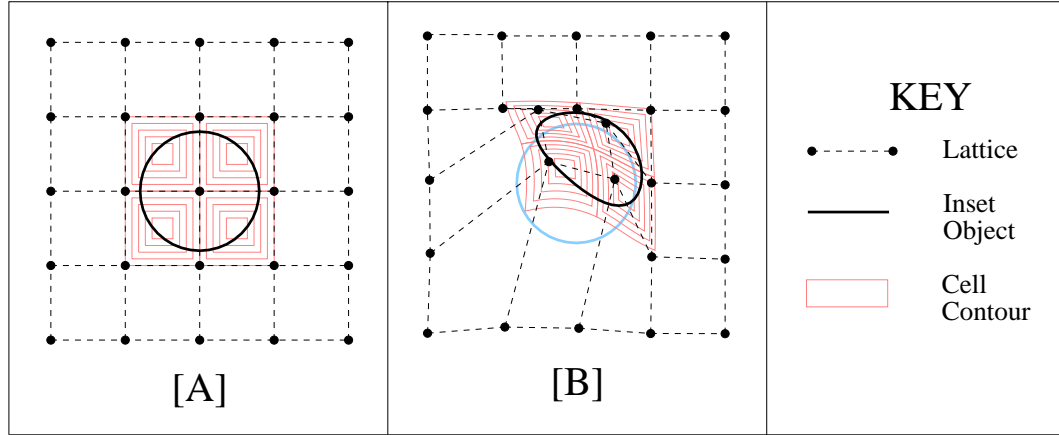 [A]
[B]
KEY
Lattice
Inset
Object
Cell
Contour